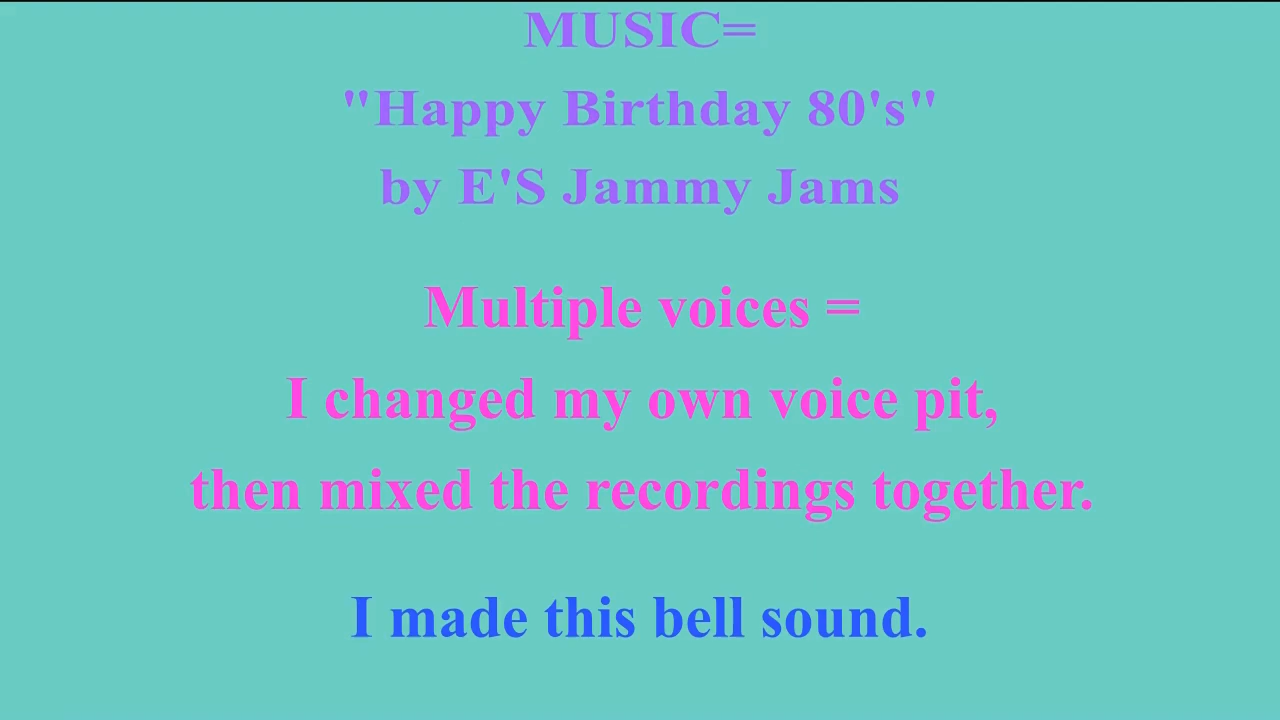 MUSIC=
"Happy Birthday 80's"
by E'S Jammy Jams
Multiple voices =
I changed my own voice pit,
then mixed the recordings together.
I made this bell sound.